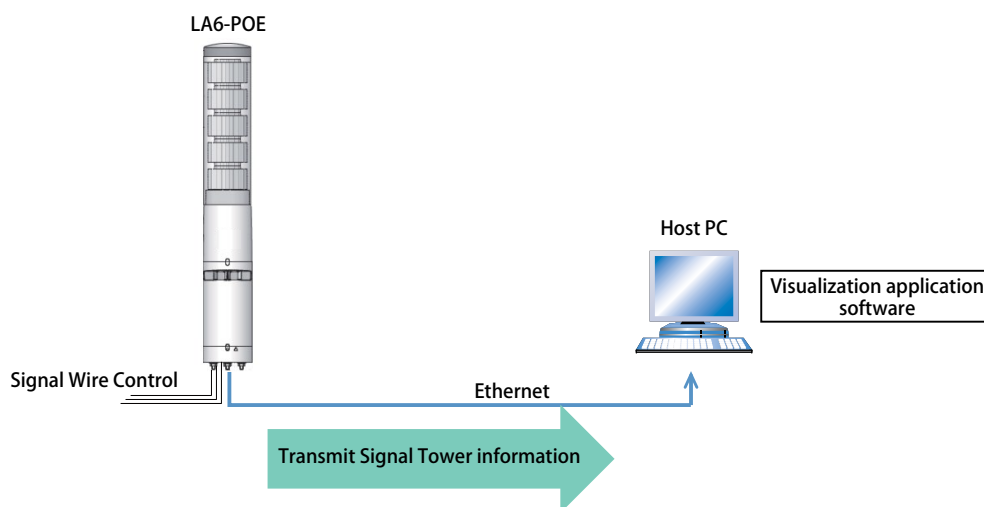 LA6-POE
Host PC
Visualization application
software
Signal Wire Control
Ethernet
Transmit Signal Tower information